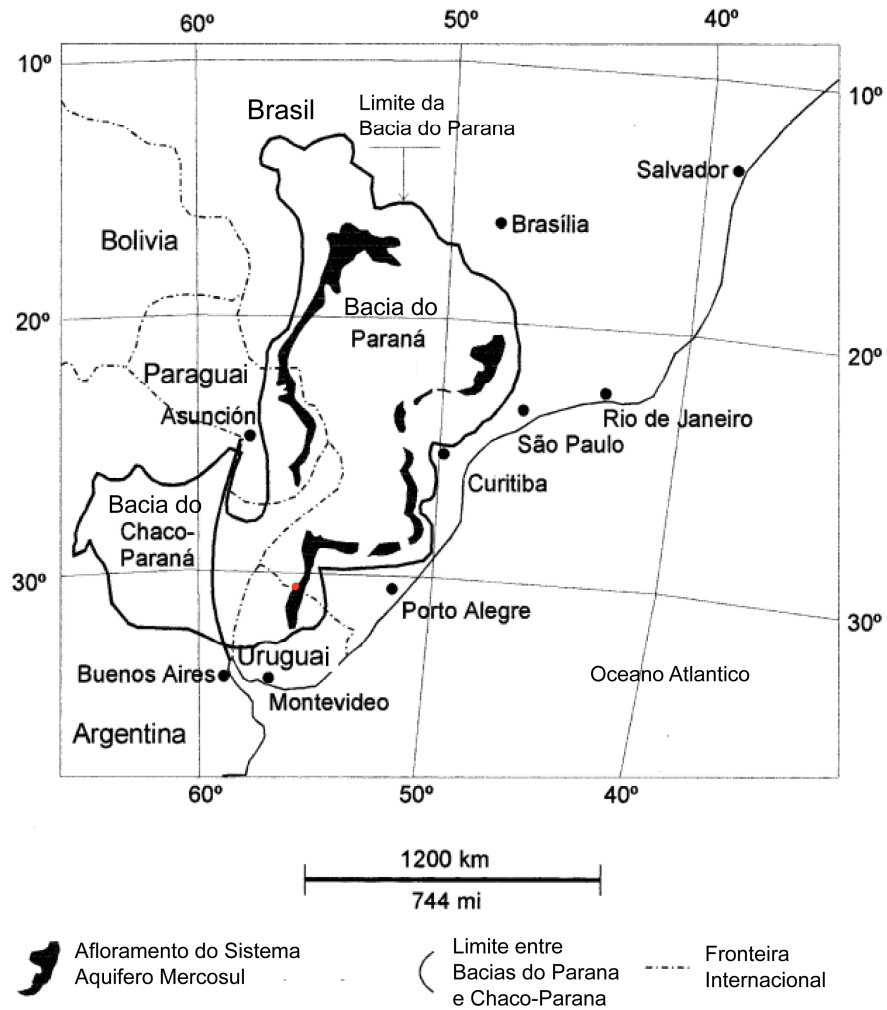 60º
50º
40º
10º
10º
Brasil
Limite da
Bacia do Parana
Salvador
Brasília
Bolivia
Bacia do
Paraná
20º
20º
Paraguai
Asunción
Rio de Janeiro
São Paulo
Curitiba
Bacia do
Chaco-
Paraná
30º
Porto Alegre
30º
Uruguai
Buenos Aires
Montevideo
Oceano Atlantico
Argentina
60º
50º
40º
1200 km
744 mi
Afloramento do Sistema
Aquifero Mercosul
Limite entre
Bacias do Parana
e Chaco-Parana
Fronteira
Internacional